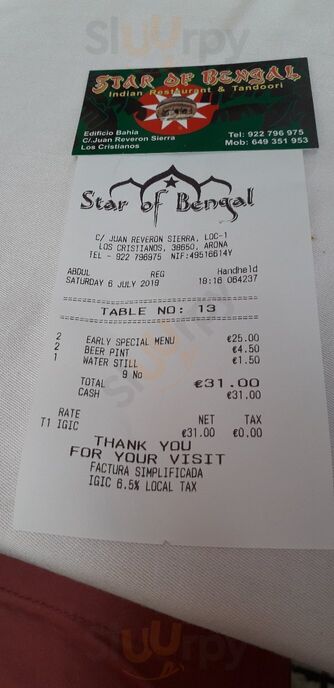 Sluurpy
STAR OF BENGAL
Indian Restaurant & Tandoori
Edificio Bahia
C/.Juan Reveron Sierra
Los Cristianos
Tel: 922 796 975
Mob: 649 351 953
Star of Bengal
C/ JUAN REVERON SIERRA, LOC-1
LOS CRISTIANOS, 38650, ARONA
TEL - 922 796975 NIF:49516614Y
ABDUL REG Handheld
SATURDAY 6 JULY 2019 18:16 064237
TABLE NO: 13
2 EARLY SPECIAL MENU €25.00
2 BEER PINT €4.50
1 WATER STILL €1.50
9 No
TOTAL €31.00
CASH €31.00
RATE NET TAX
T1 IGIC €31.00 €0.00
THANK YOU
FOR YOUR VISIT
FACTURA SIMPLIFICADA
IGIC 6.5% LOCAL TAX
Sluurpy